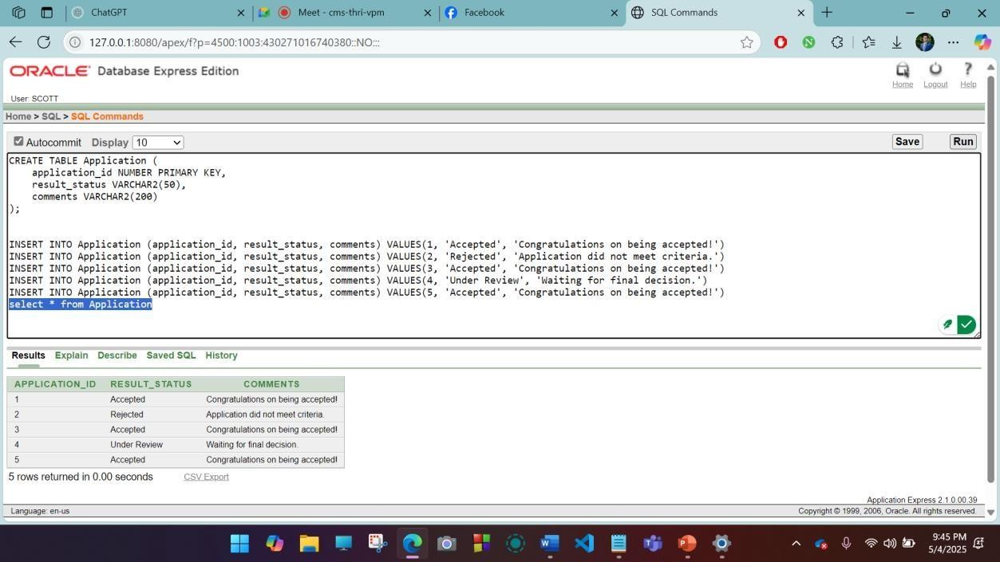 ChatGPT
Meet - cms-thri-vpm
Facebook
SQL Commands
127.0.0.1:8080/apex/f?p=4500:1003:430271016740380::NO:::
ORACLE Database Express Edition
Home Logout Help
User: SCOTT
Home > SQL > SQL Commands
Autocommit Display 10 Save Run
CREATE TABLE Application (
application_id NUMBER PRIMARY KEY,
result_status VARCHAR2(50),
comments VARCHAR2(200)
);
INSERT INTO Application (application_id, result_status, comments) VALUES(1, 'Accepted', 'Congratulations on being accepted!')
INSERT INTO Application (application_id, result_status, comments) VALUES(2, 'Rejected', 'Application did not meet criteria.')
INSERT INTO Application (application_id, result_status, comments) VALUES(3, 'Accepted', 'Congratulations on being accepted!')
INSERT INTO Application (application_id, result_status, comments) VALUES(4, 'Under Review', 'Waiting for final decision.')
INSERT INTO Application (application_id, result_status, comments) VALUES(5, 'Accepted', 'Congratulations on being accepted!')
select * from Application
Results Explain Describe Saved SQL History
APPLICATION_ID RESULT_STATUS COMMENTS
1 Accepted Congratulations on being accepted!
2 Rejected Application did not meet criteria.
3 Accepted Congratulations on being accepted!
4 Under Review Waiting for final decision.
5 Accepted Congratulations on being accepted!
5 rows returned in 0.00 seconds CSV Export
Application Express 2.1.0.00.39
Language: en-us Copyright © 1999, 2006, Oracle. All rights reserved.
9:45 PM
5/4/2025